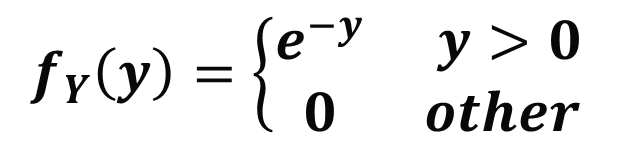 f_Y(y) = { e^{-y} y > 0
0 other